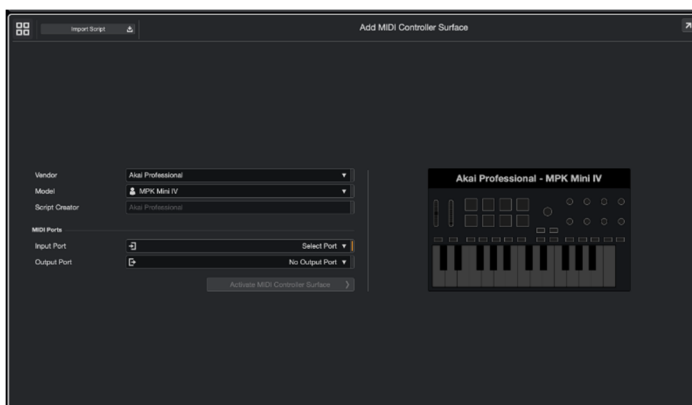 Import Script
Add MIDI Controller Surface
Vendor
Akai Professional
Model
MPK Mini IV
Script Creator
Akai Professional
MIDI Ports
Input Port
Select Port
Output Port
No Output Port
Activate MIDI Controller Surface
Akai Professional - MPK Mini IV